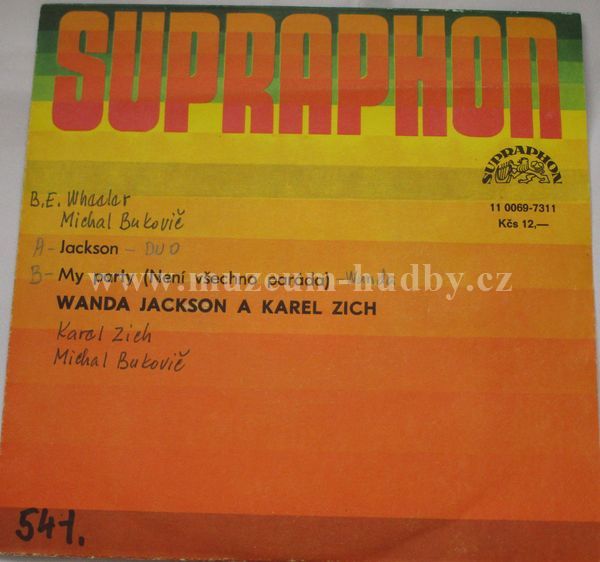 SUPRAPHON
SUPRAPHON
11 0069-7311
Kčs 12,—
B.E. Wheeler
Michal Bukovič
A - Jackson - DUO
B - My party (Není všechno paráda) - Wanda
www.muzeum-hudby.cz
WANDA JACKSON A KAREL ZICH
Karel Zich
Michal Bukovič
541.